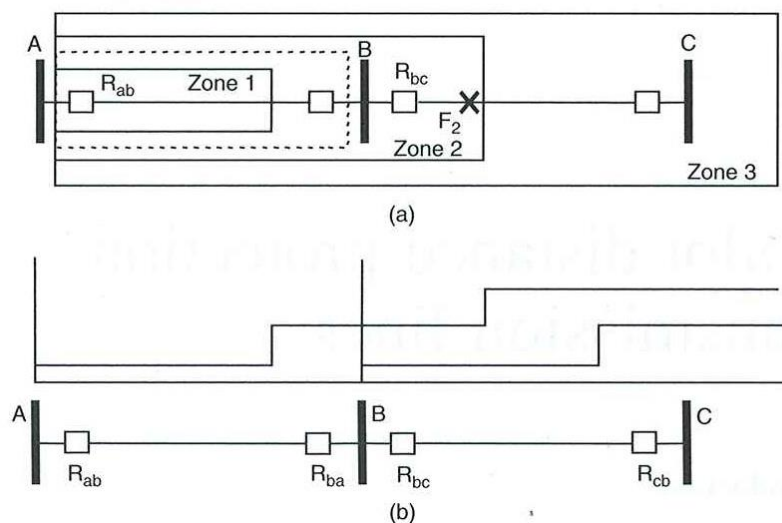 A
B
C
R_ab
Zone 1
R_bc
F_2
Zone 2
Zone 3
(a)
A
B
C
R_ab
R_ba
R_bc
R_cb
(b)